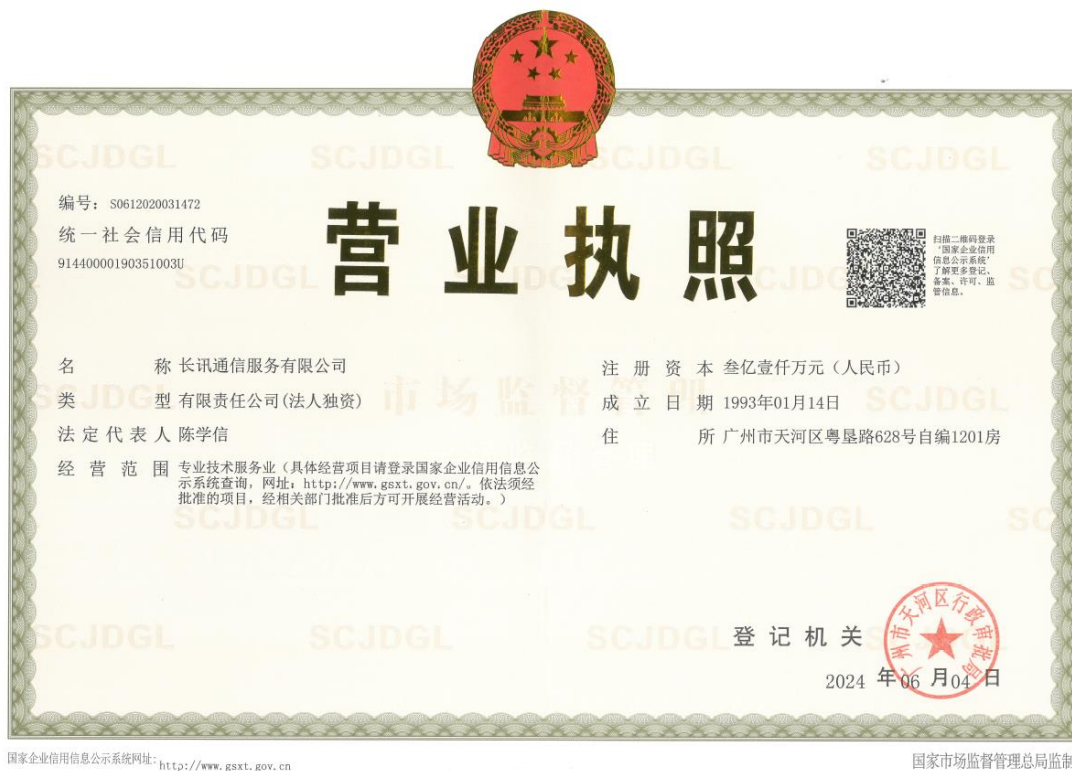 编号: S0612020031472
统一社会信用代码
91440000190351003U
营业执照
扫描二维码登录
‘国家企业信用
信息公示系统’
了解更多登记、
备案、许可、监
管信息。
名称 长讯通信服务有限公司
类型 有限责任公司(法人独资)
法定代表人 陈学信
经营范围 专业技术服务业（具体经营项目请登录国家企业信用信息公
示系统查询，网址：http://www.gsxt.gov.cn/。依法须经
批准的项目，经相关部门批准后方可开展经营活动。）
注册资本 叁亿壹仟万元（人民币）
成立日期 1993年01月14日
住所 广州市天河区粤垦路628号自编1201房
市场监督管理
SCJDGL
登记机关
广州市天河区行政审批局
2024 年06 月04 日
国家企业信用信息公示系统网址: http://www.gsxt.gov.cn
国家市场监督管理总局监制